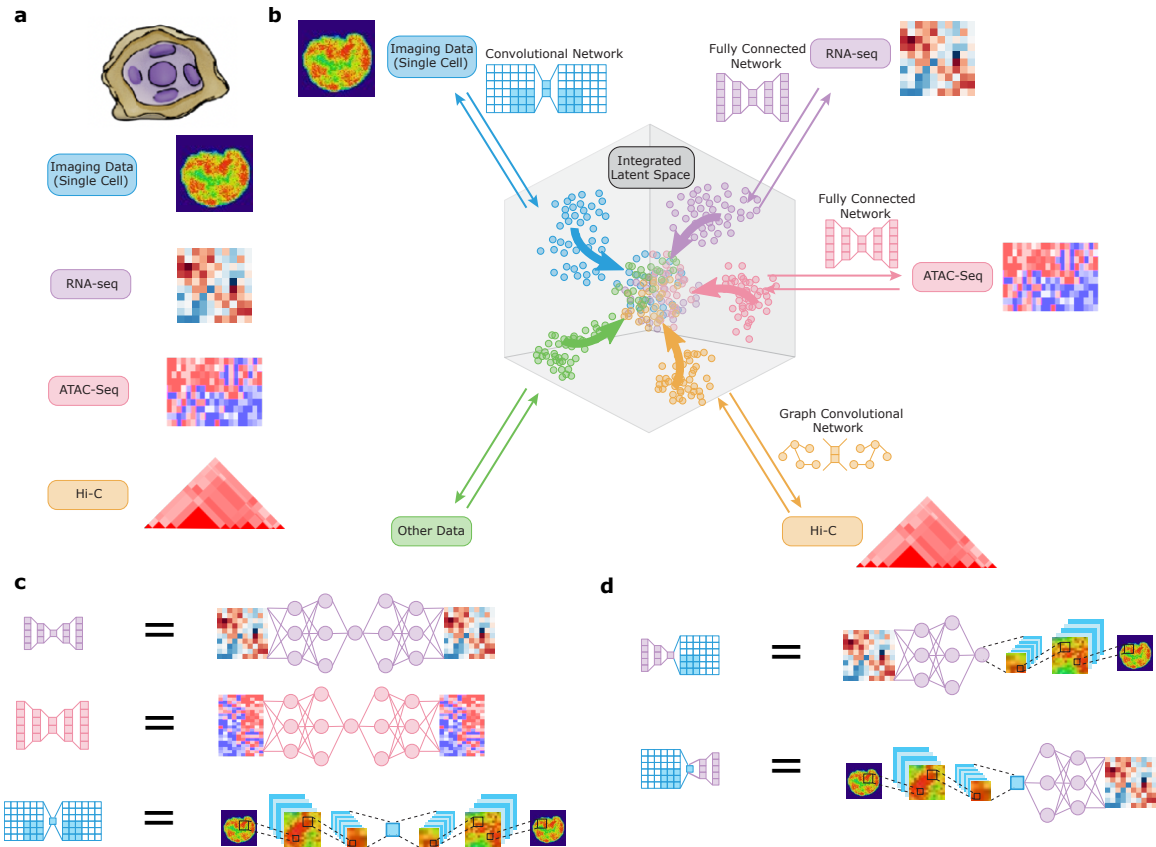 a
Imaging Data
(Single Cell)
RNA-seq
ATAC-Seq
Hi-C
b
Imaging Data
(Single Cell)
Convolutional Network
Fully Connected
Network
RNA-seq
Integrated
Latent Space
Fully Connected
Network
ATAC-Seq
Graph Convolutional
Network
Other Data
Hi-C
c
=
=
=
d
=
=